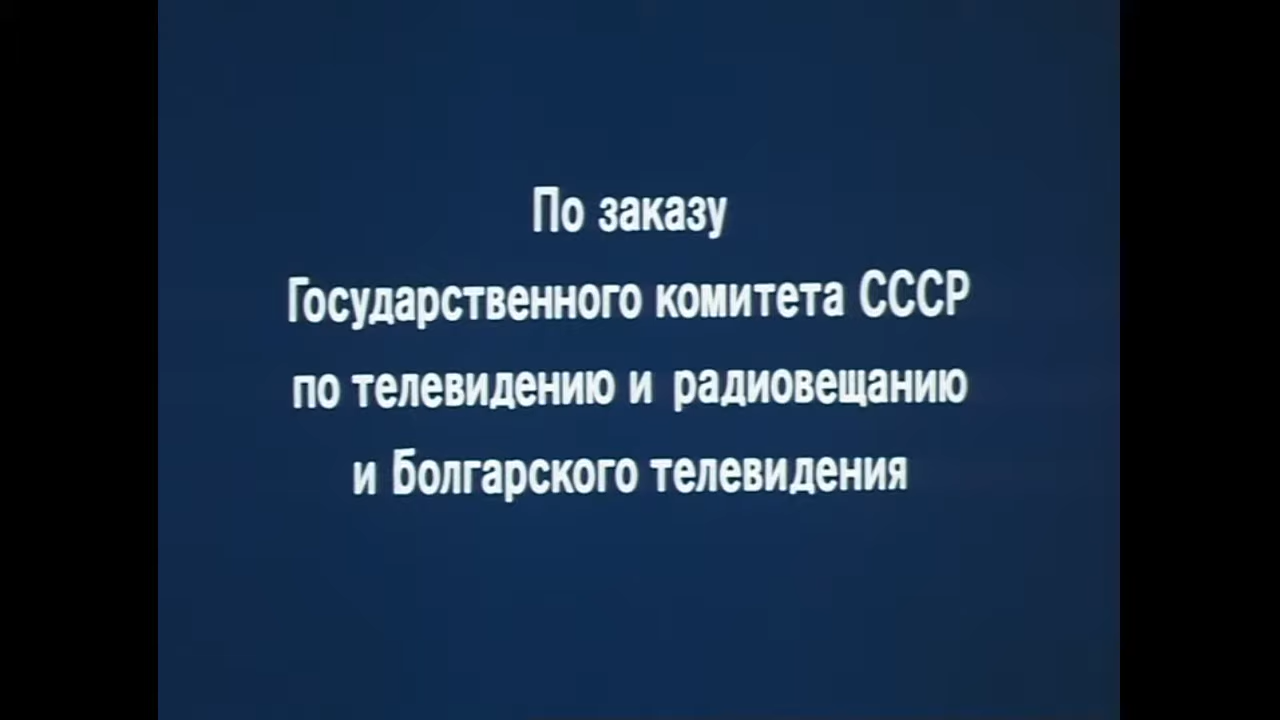 По заказу
Государственного комитета СССР
по телевидению и радиовещанию
и Болгарского телевидения